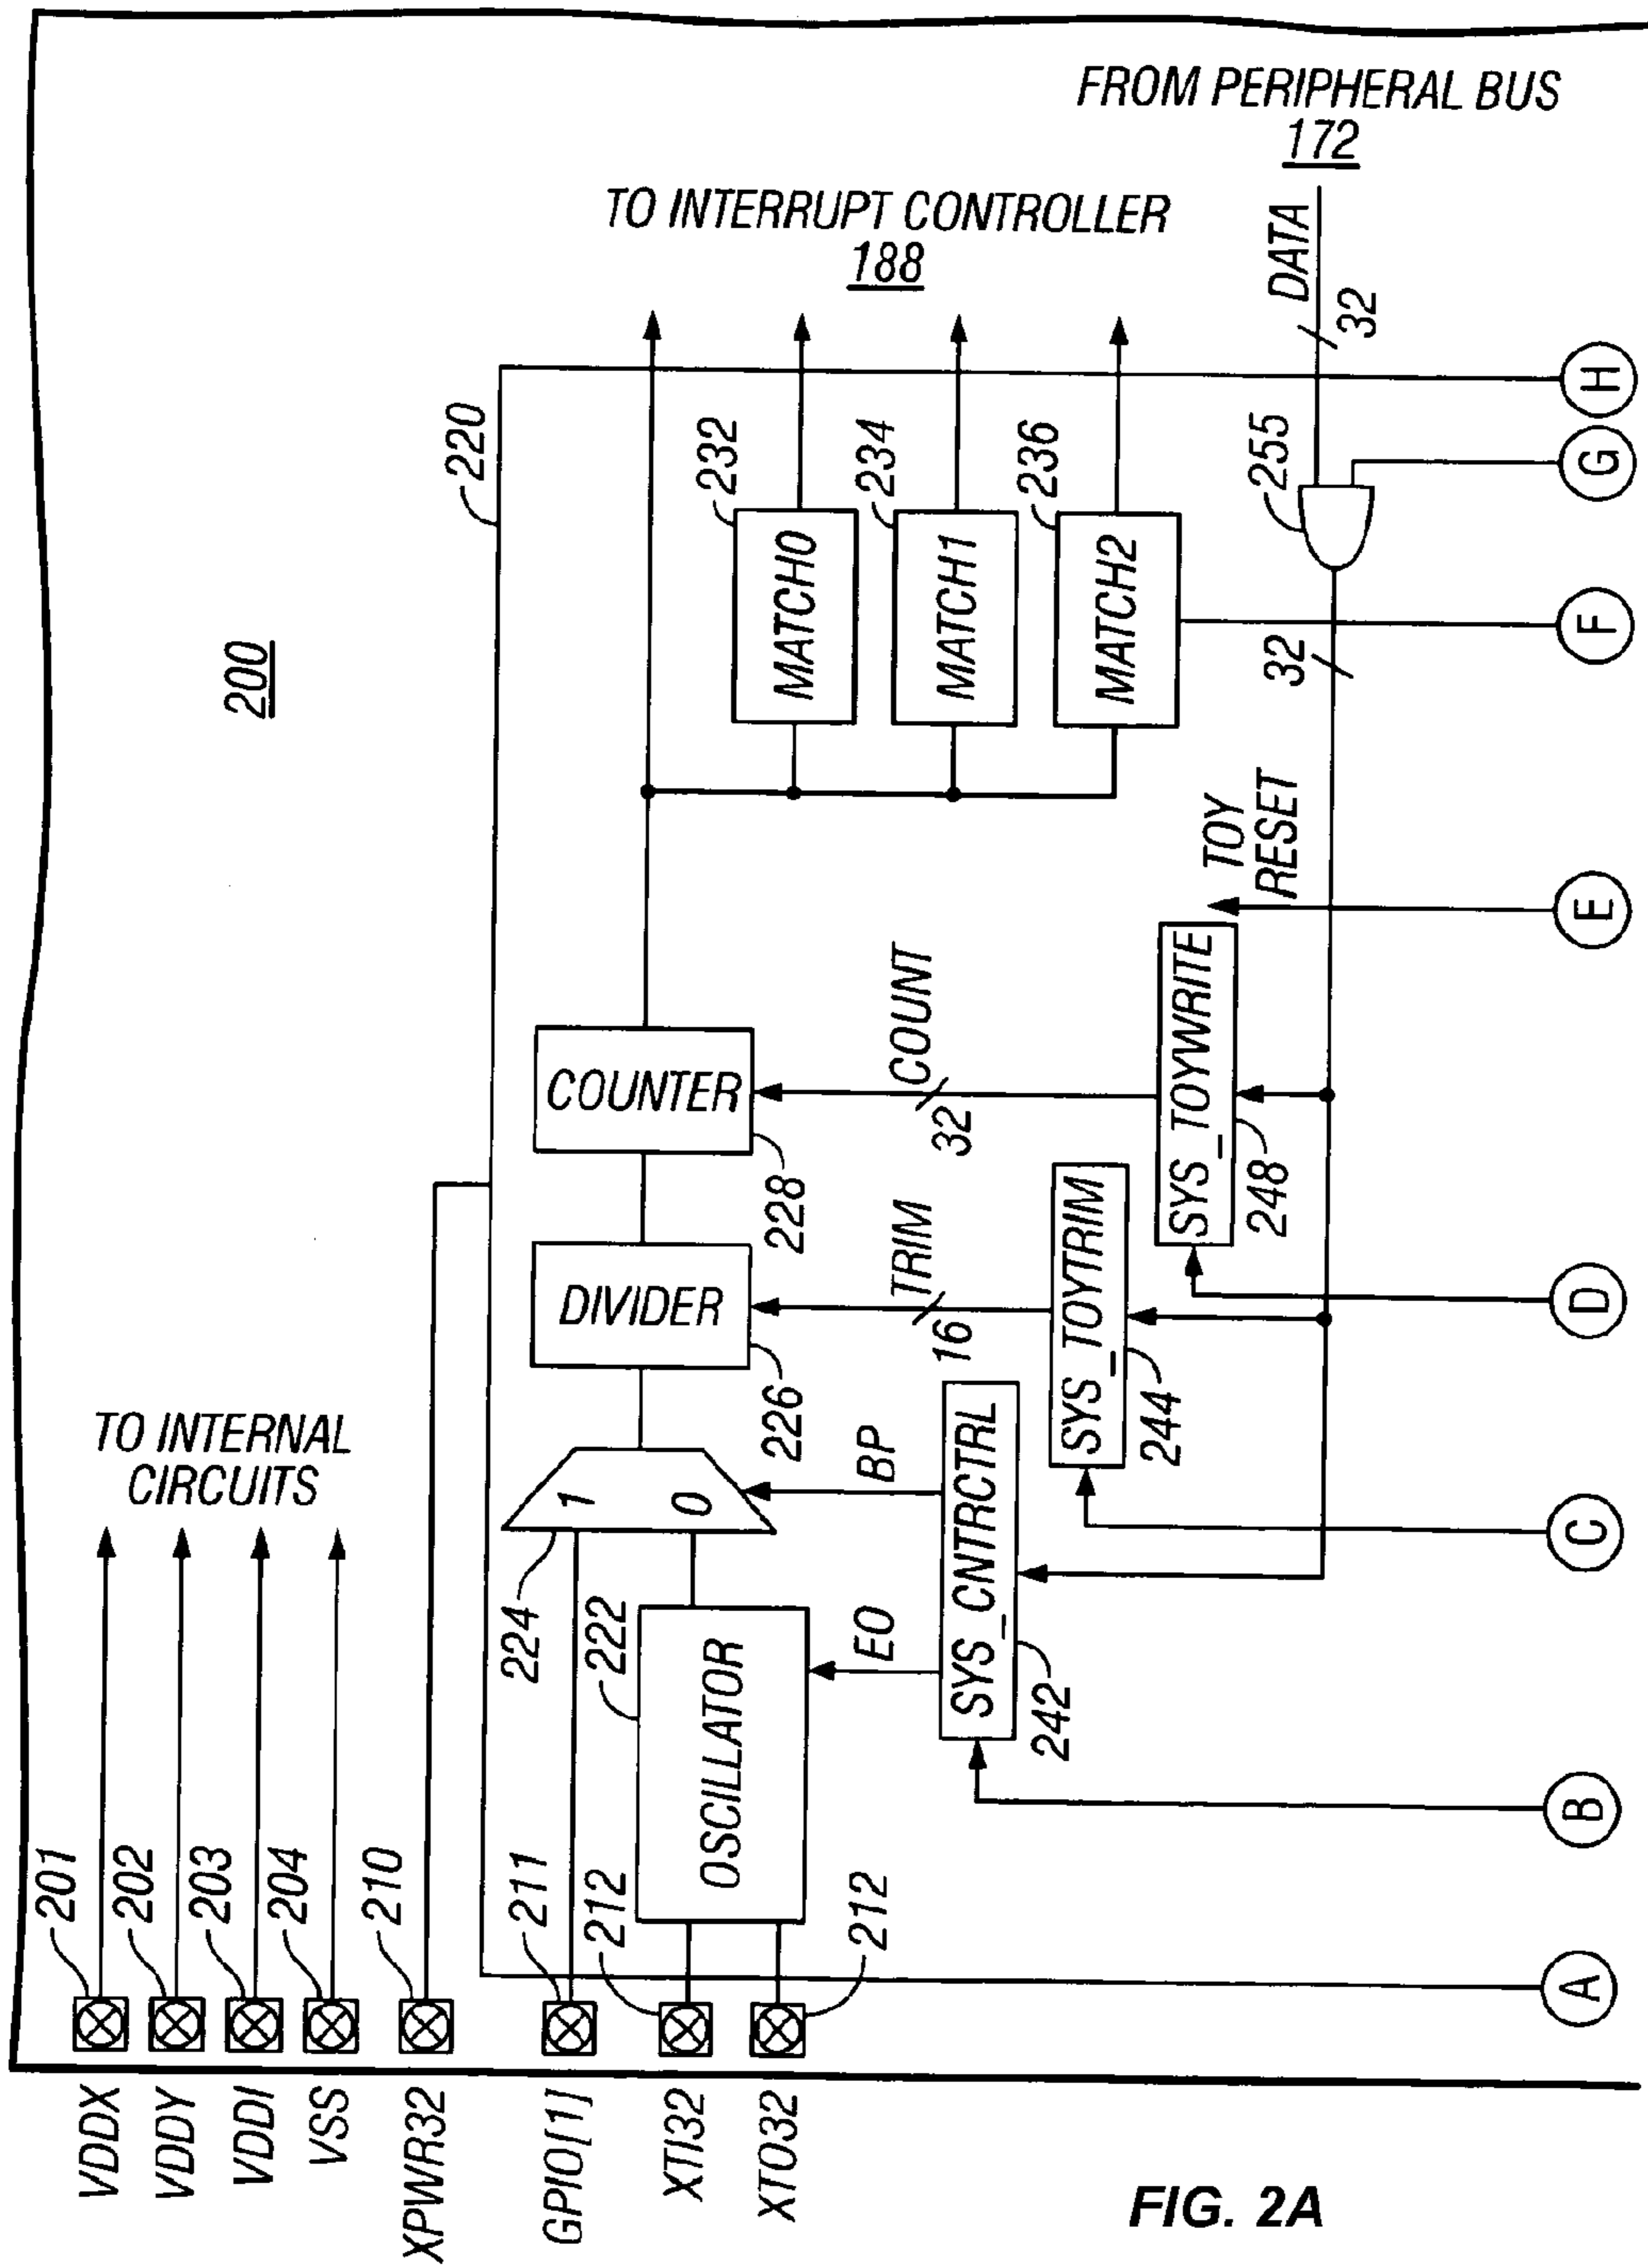 200
TO INTERNAL
CIRCUITS
VDDX
201
VDDY
202
VDDI
203
VSS
204
XPWR32
210
220
GPIO[1]
211
XTI32
212
XTO32
212
OSCILLATOR
222
224
1
0
DIVIDER
226
COUNTER
228
TO INTERRUPT CONTROLLER
188
MATCH0
232
MATCH1
234
MATCH2
236
EO
BP
TRIM
16
COUNT
32
SYS_CNTRCTRL
242
SYS_TOYTRIM
244
SYS_TOYWRITE
248
TOY
RESET
32
255
FROM PERIPHERAL BUS
172
DATA
32
A
B
C
D
E
F
G
H
FIG. 2A